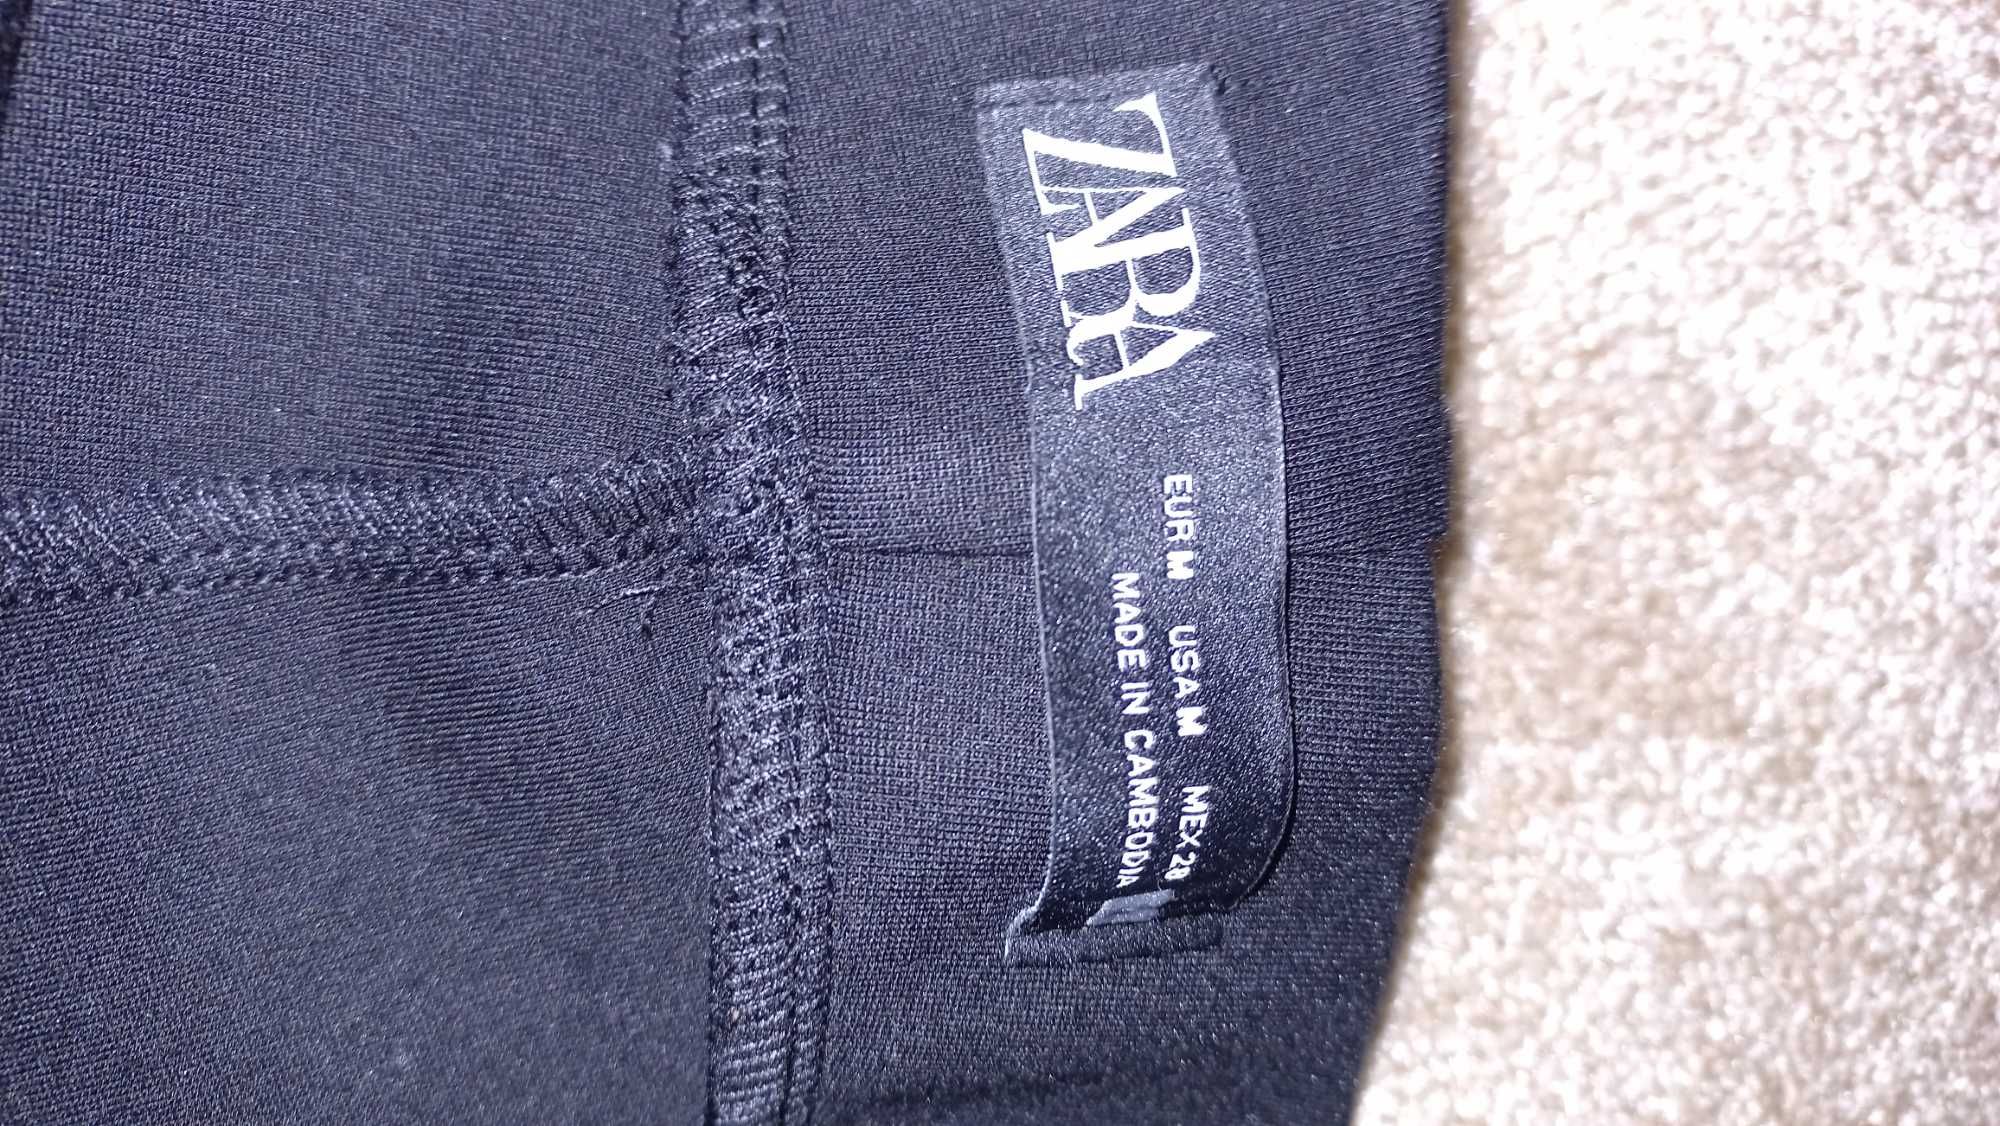 ZARA
EUR M USA M MEX 28
MADE IN CAMBODIA